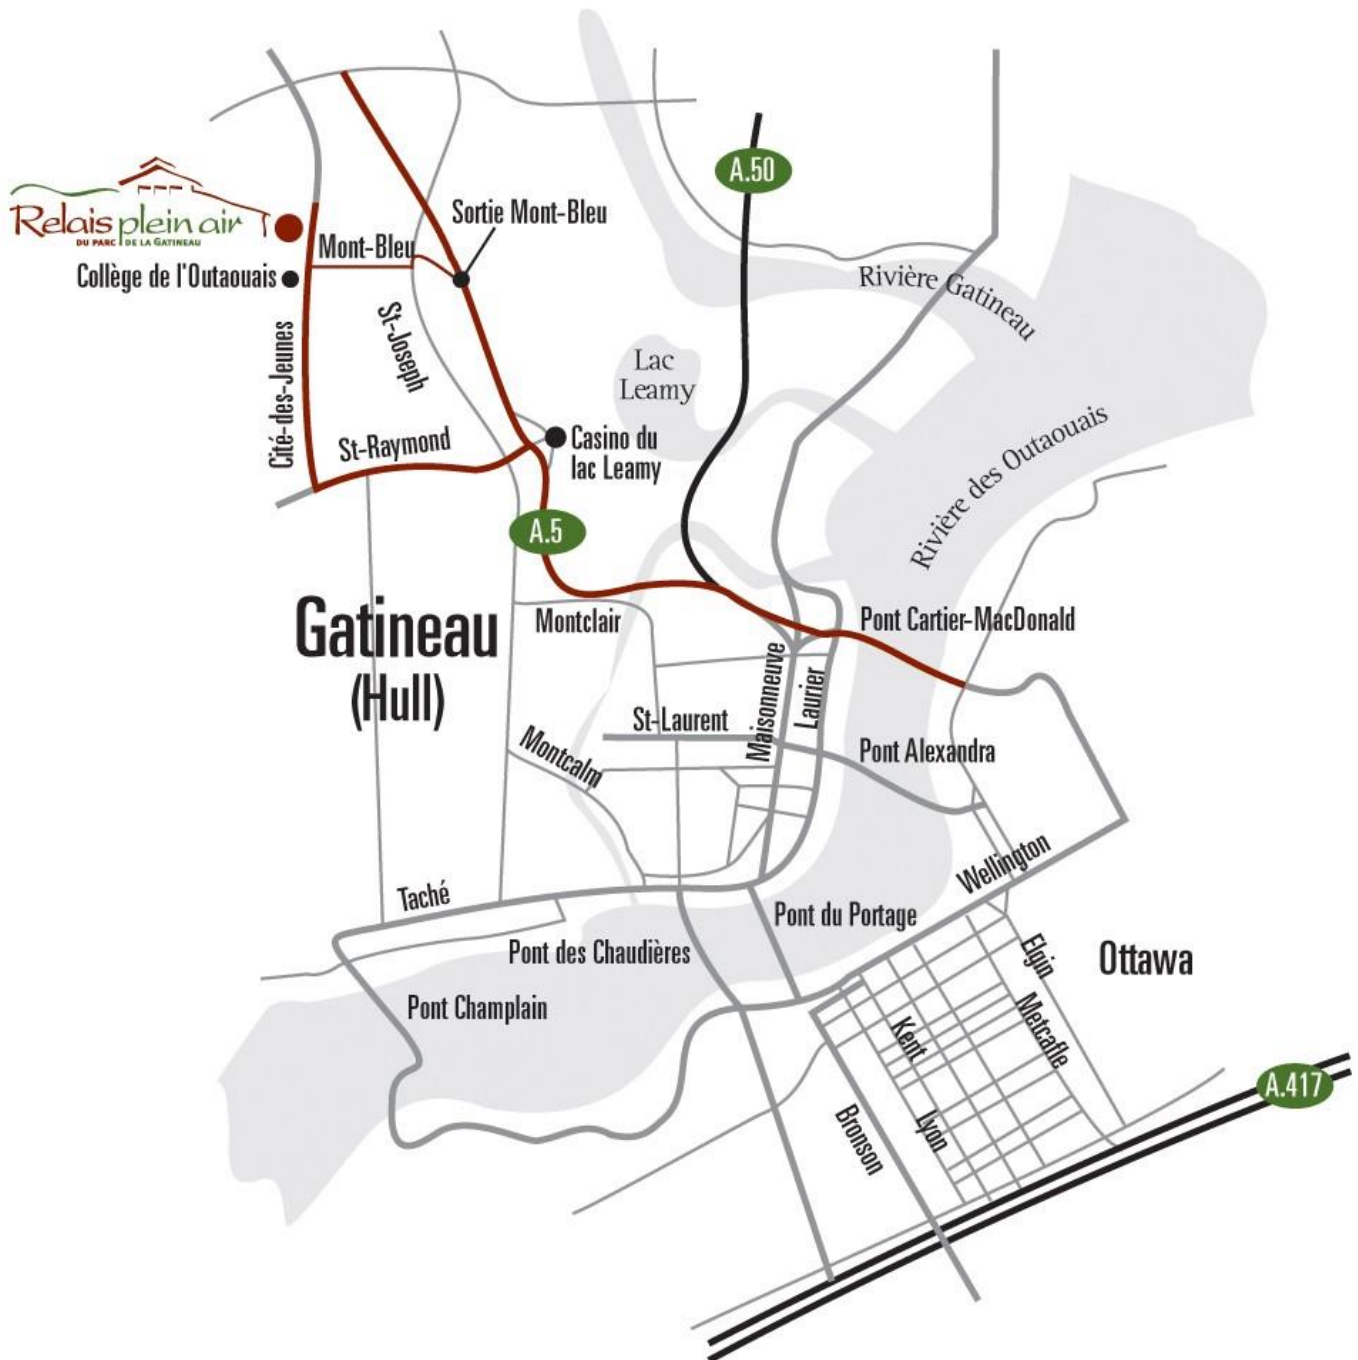 A.50
Relais plein air
DU PARC DE LA GATINEAU
Sortie Mont-Bleu
Mont-Bleu
Collège de l'Outaouais
Rivière Gatineau
St-Joseph
Cité-des-Jeunes
Lac
Leamy
Rivière des Outaouais
St-Raymond
Casino du
lac Leamy
A.5
Gatineau
(Hull)
Montclair
Pont Cartier-MacDonald
Maisonneuve
Laurier
St-Laurent
Montcalm
Pont Alexandra
Wellington
Taché
Pont du Portage
Pont des Chaudières
Elgin
Ottawa
Pont Champlain
Metcafle
Kent
A.417
Bronson
Lyon